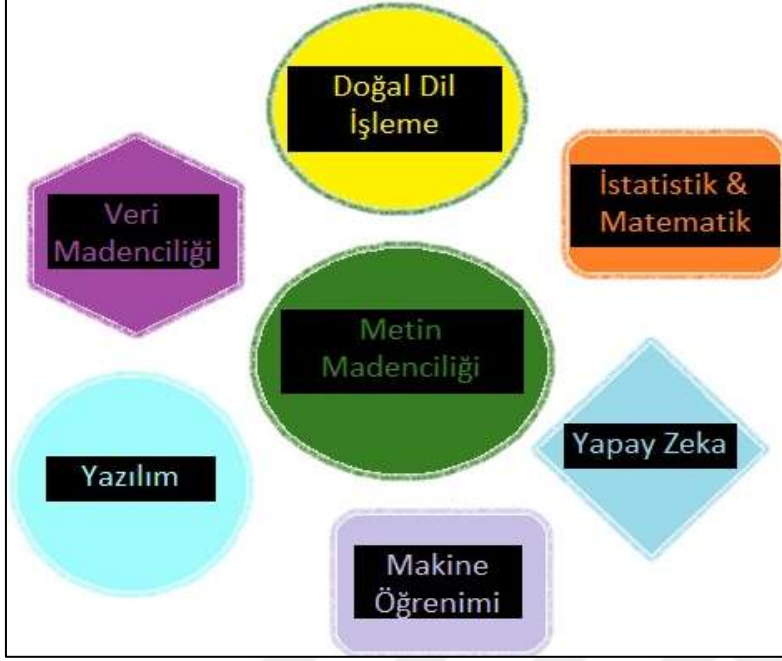 Doğal Dil
İşleme
İstatistik &
Matematik
Veri
Madenciliği
Metin
Madenciliği
Yapay Zeka
Yazılım
Makine
Öğrenimi